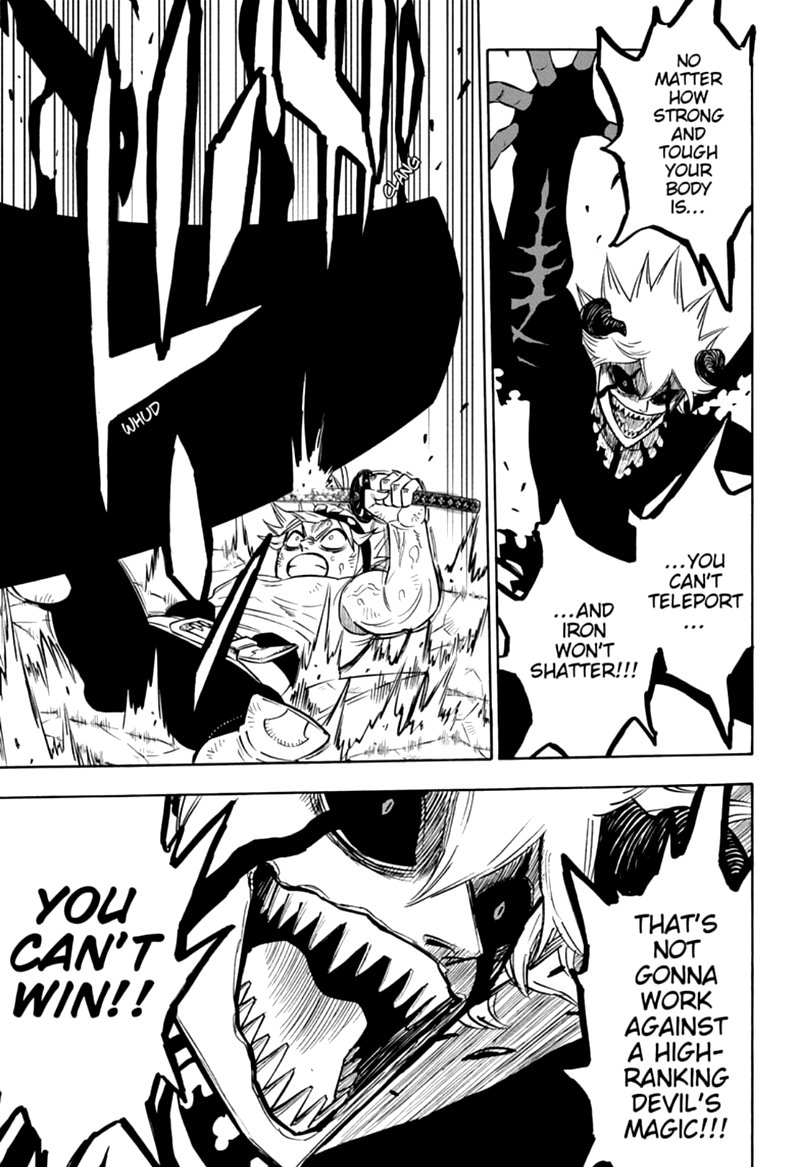 NO
MATTER
HOW
STRONG
AND
TOUGH
YOUR
BODY
IS...
...YOU
CAN'T
TELEPORT
...
...AND
IRON
WON'T
SHATTER!!!
CLANG
WHUD
THAT'S
NOT
GONNA
WORK
AGAINST
A HIGH-
RANKING
DEVIL'S
MAGIC!!!
YOU
CAN'T
WIN!!